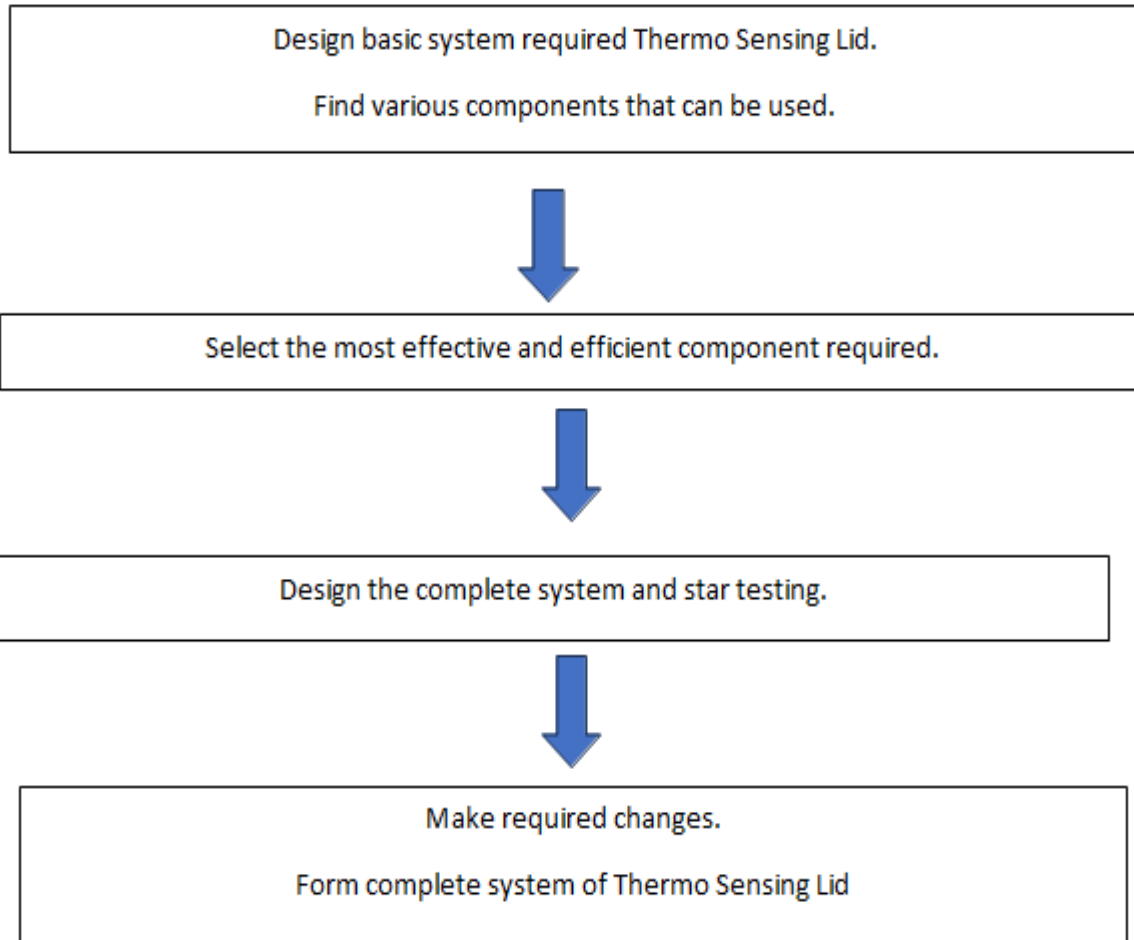 Design basic system required Thermo Sensing Lid.
Find various components that can be used.
Select the most effective and efficient component required.
Design the complete system and star testing.
Make required changes.
Form complete system of Thermo Sensing Lid